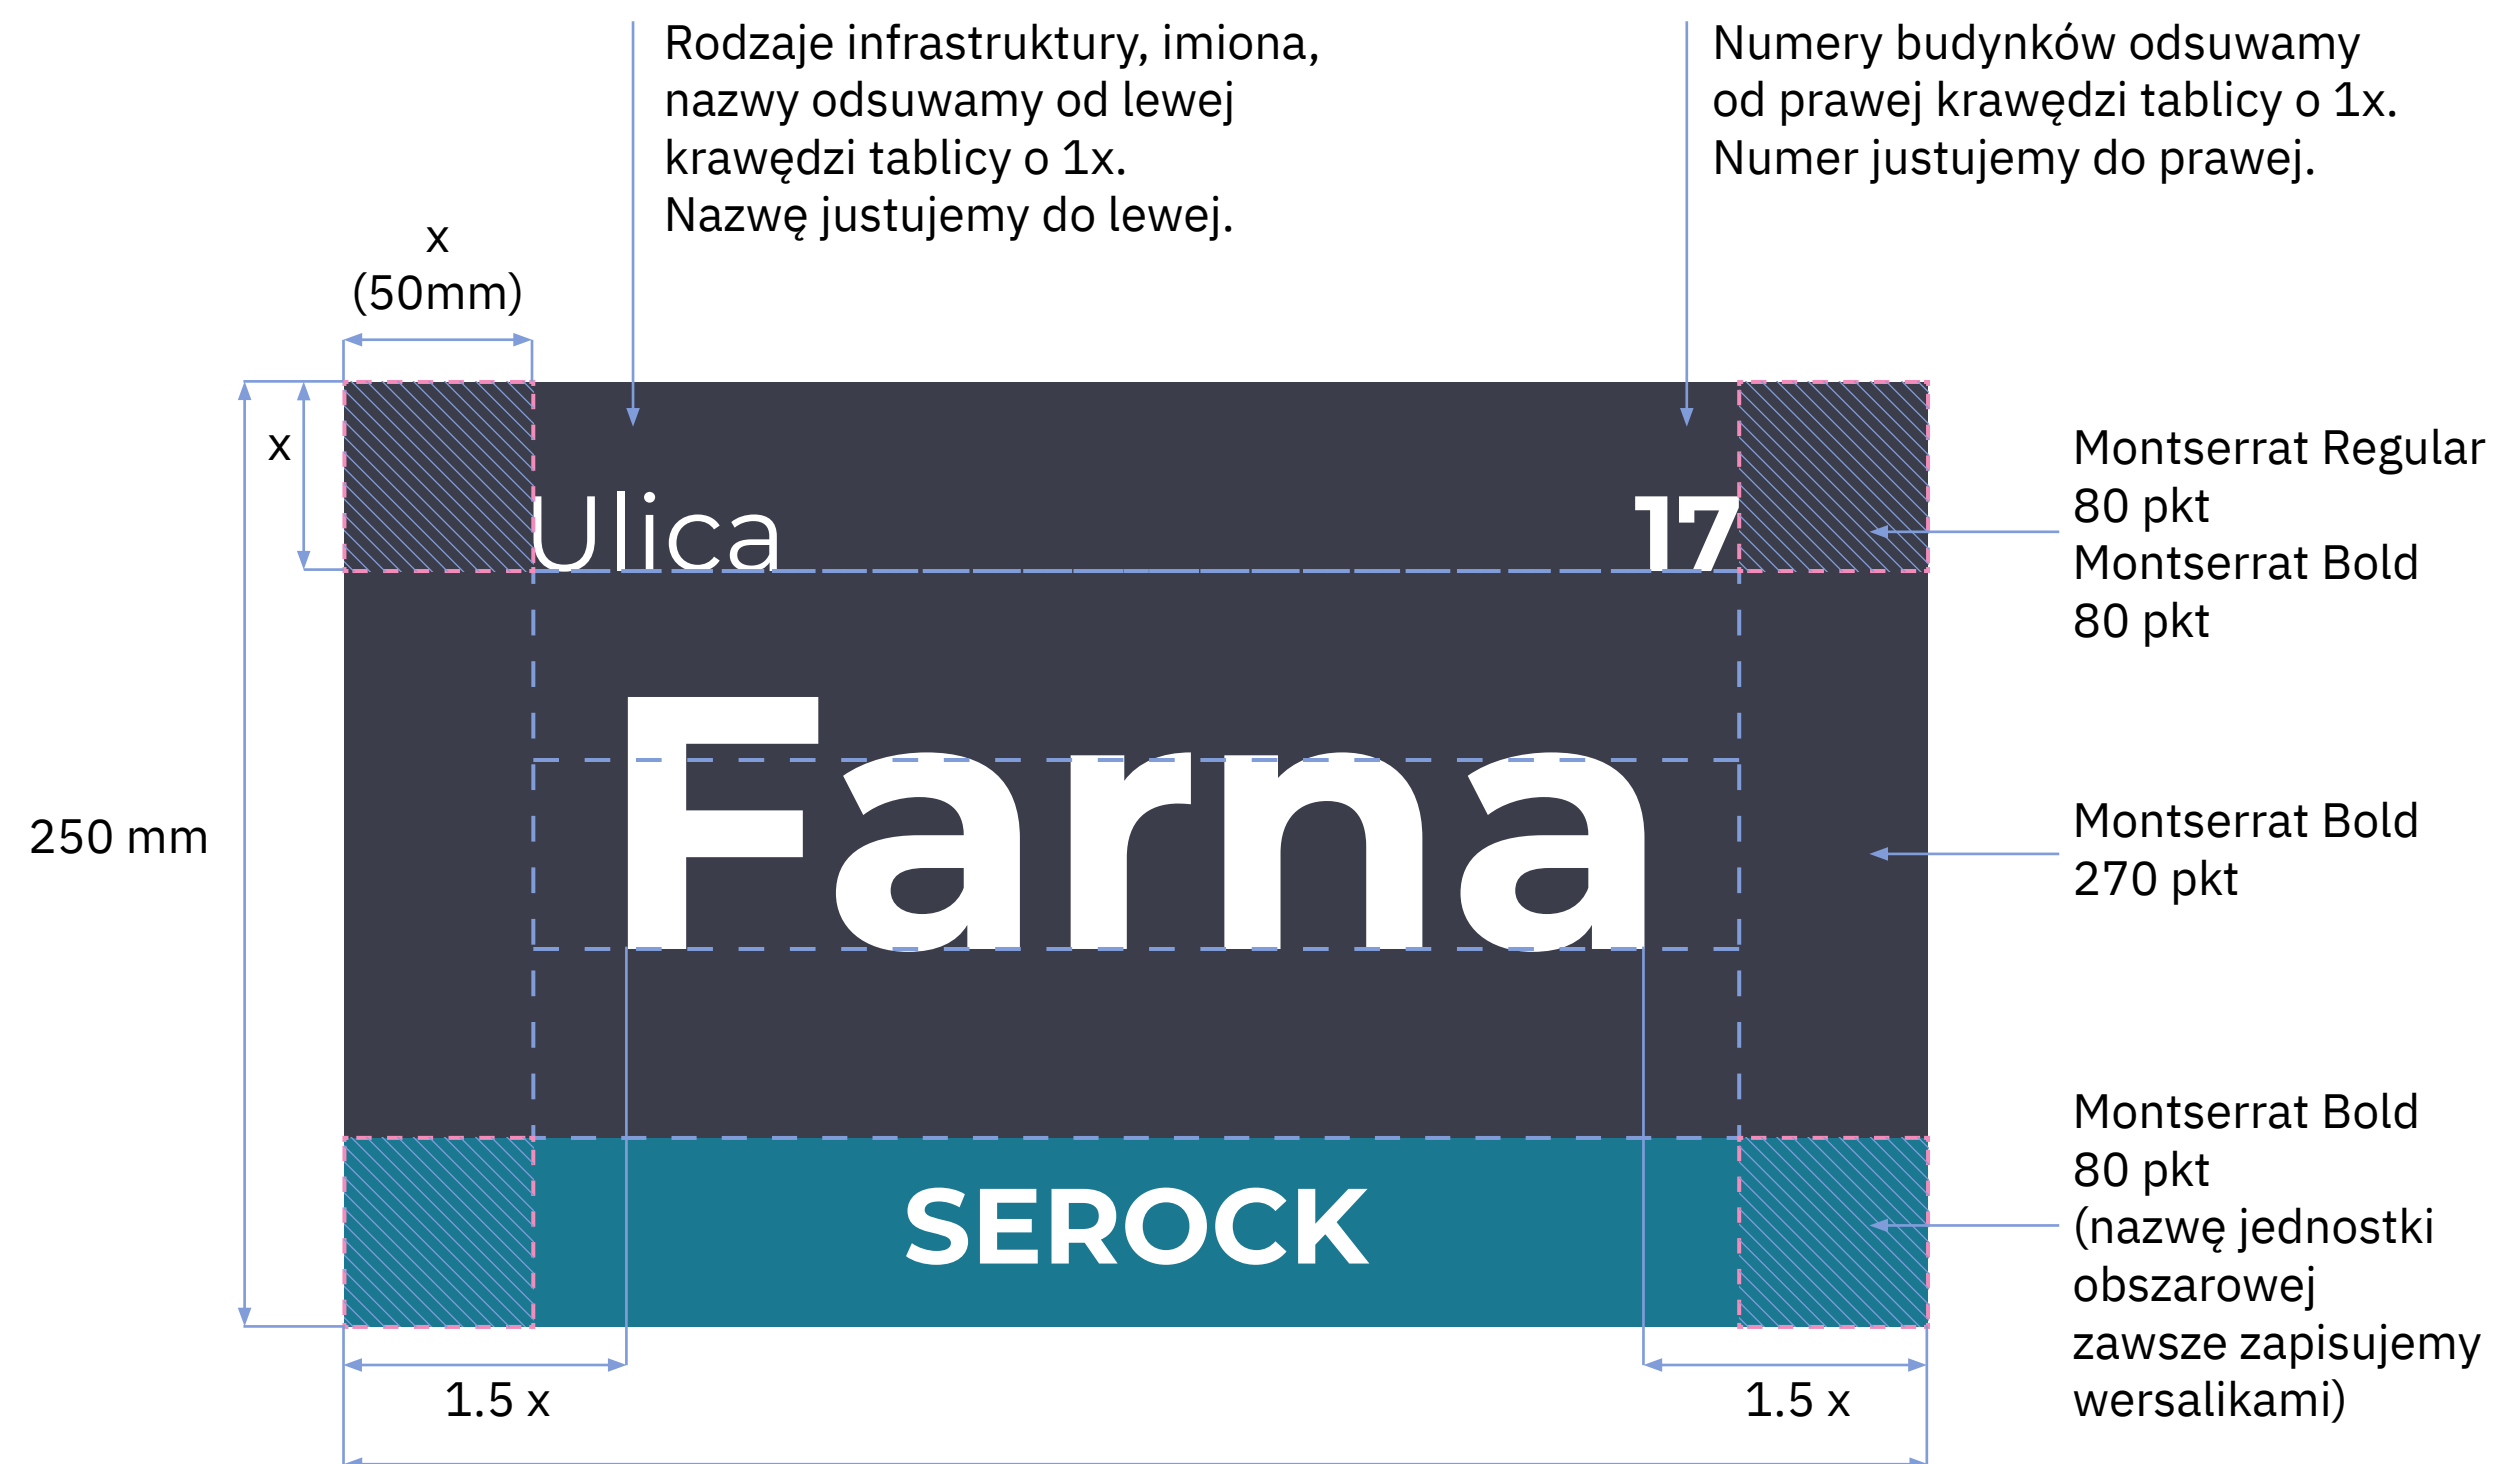 Rodzaje infrastruktury, imiona,
nazwy odsuwamy od lewej
krawędzi tablicy o 1x.
Nazwę justujemy do lewej.
Numery budynków odsuwamy
od prawej krawędzi tablicy o 1x.
Numer justujemy do prawej.
x
(50mm)
x
250 mm
Ulica
17
Farna
SEROCK
Montserrat Regular
80 pkt
Montserrat Bold
80 pkt
Montserrat Bold
270 pkt
Montserrat Bold
80 pkt
(nazwę jednostki
obszarowej
zawsze zapisujemy
wersalikami)
1.5 x
1.5 x